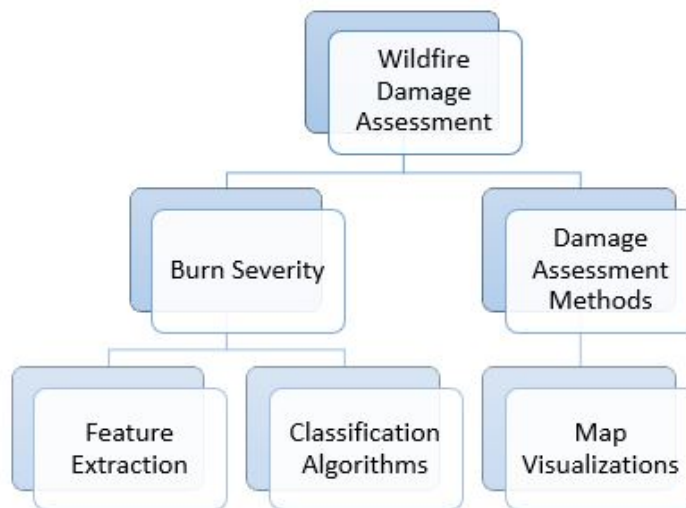 Wildfire
Damage
Assessment
Burn Severity
Damage
Assessment
Methods
Feature
Extraction
Classification
Algorithms
Map
Visualizations